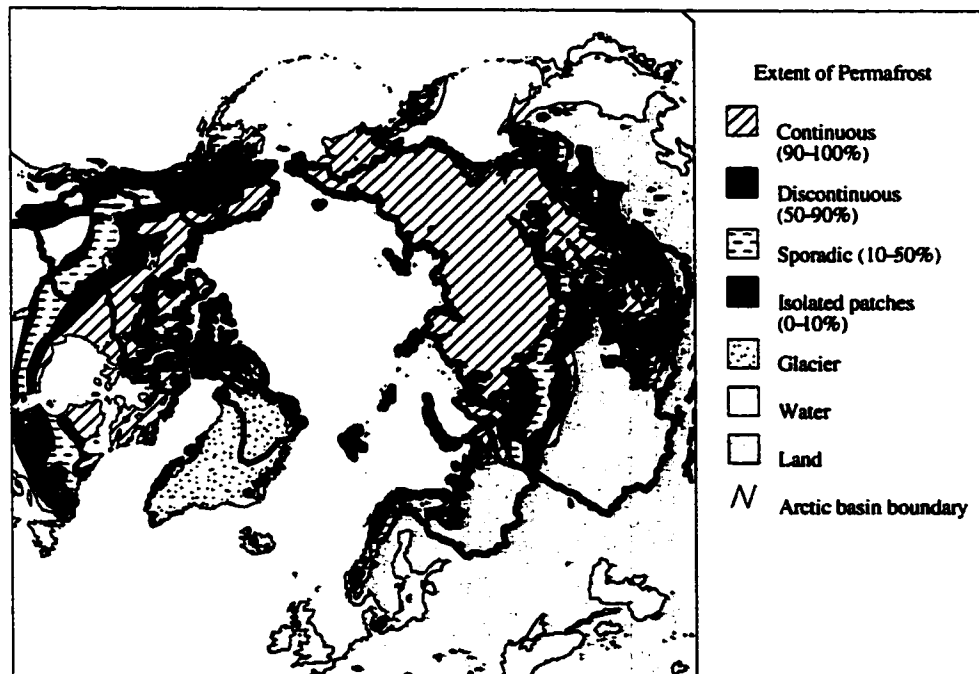 Extent of Permafrost
Continuous
(90-100%)
Discontinuous
(50-90%)
Sporadic (10-50%)
Isolated patches
(0-10%)
Glacier
Water
Land
Arctic basin boundary